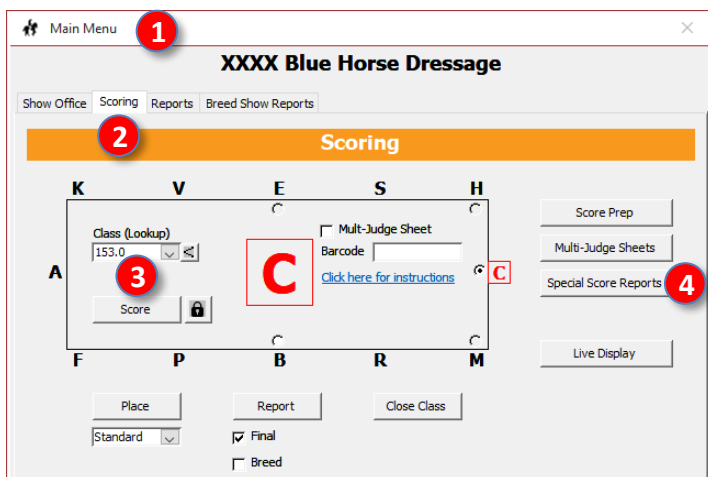 Main Menu 1
XXXX Blue Horse Dressage
Show Office Scoring Reports Breed Show Reports
2
Scoring
K V E S H
Class (Lookup) Mult-Judge Sheet Score Prep
153.0 Barcode Multi-Judge Sheets
A 3 C Click here for instructions C Special Score Reports 4
Score
F P B R M Live Display
Place Report Close Class
Standard Final
Breed